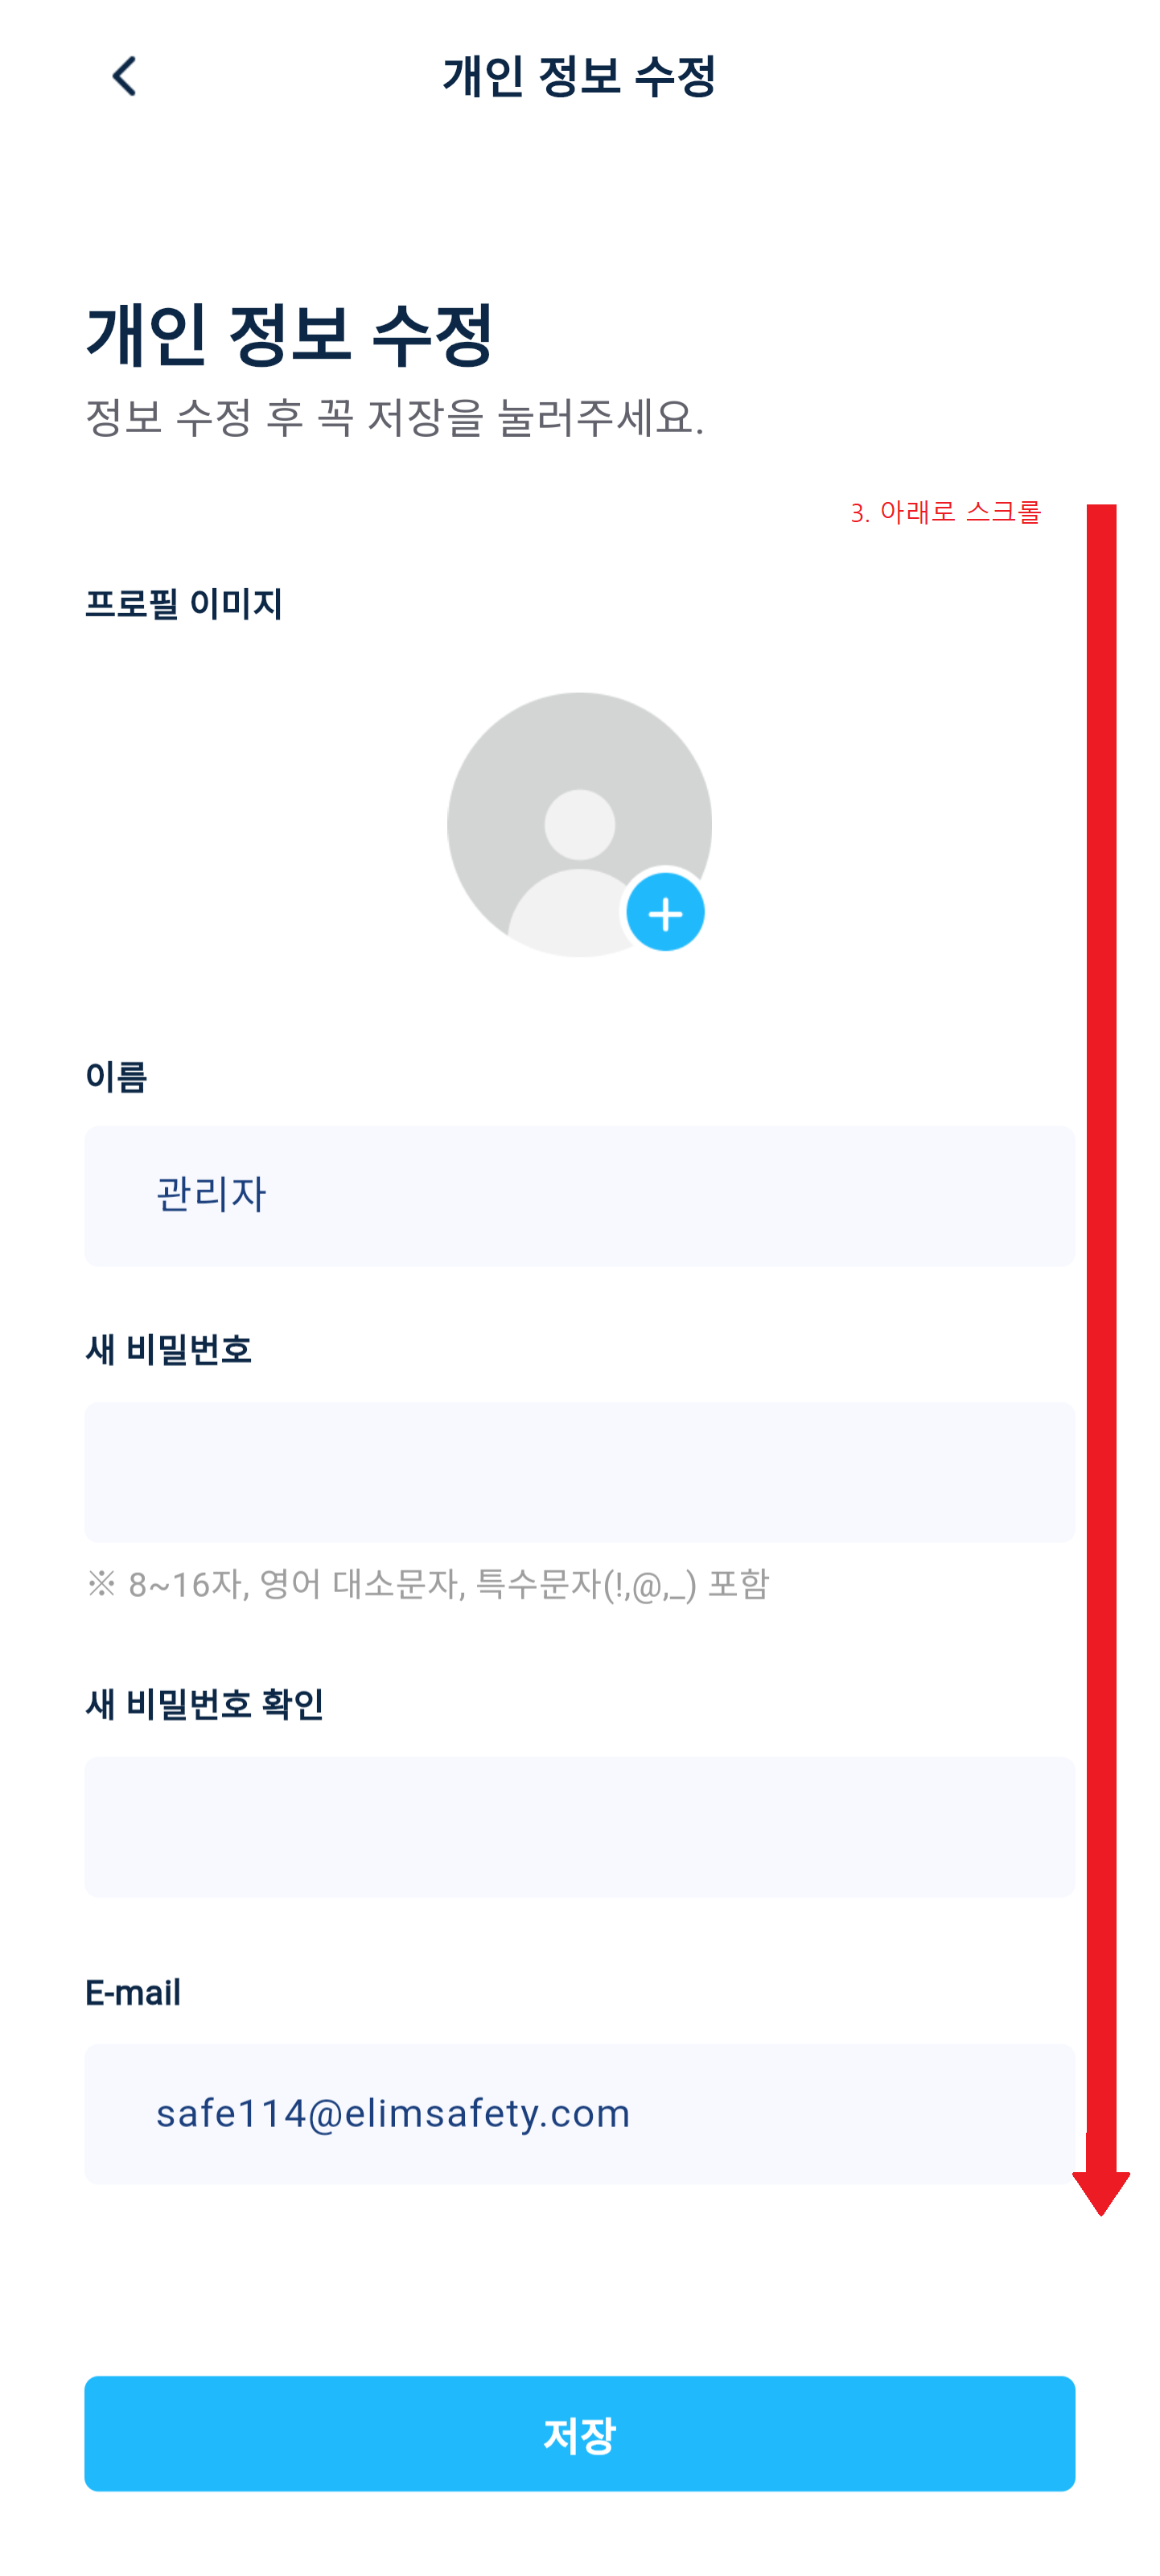 개인 정보 수정
개인 정보 수정
정보 수정 후 꼭 저장을 눌러주세요.
3. 아래로 스크롤
프로필 이미지
이름
관리자
새 비밀번호
※ 8~16자, 영어 대소문자, 특수문자(!,@,_) 포함
새 비밀번호 확인
E-mail
safe114@elimsafety.com
저장